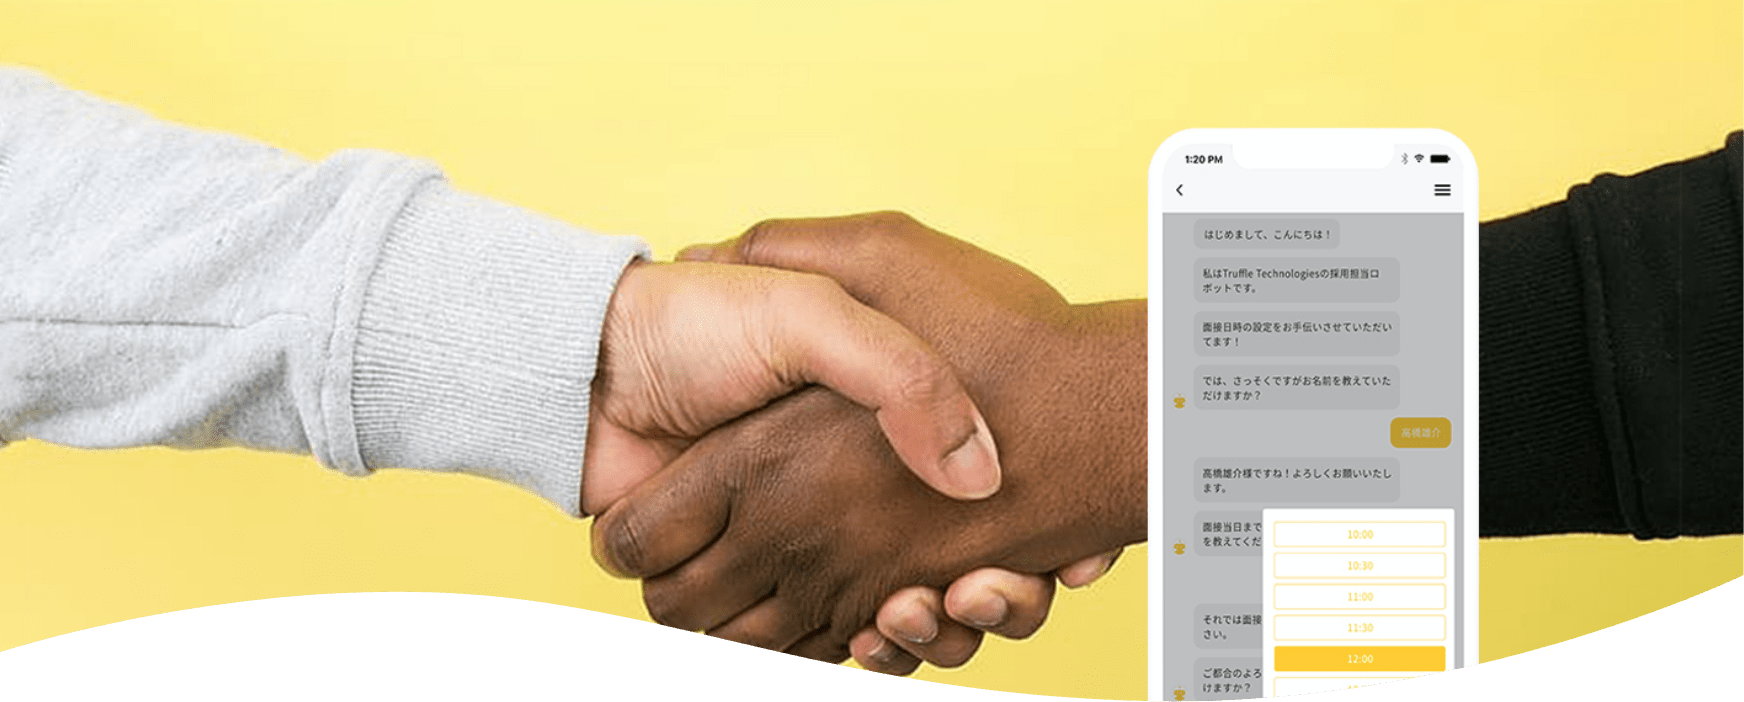 1:20 PM
はじめまして、こんにちは！
私はTruffle Technologiesの採用担当ロ
ボットです。
面接日時の設定をお手伝いさせていただい
てます！
では、さっそくですがお名前を教えていた
だけますか？
高橋雄介
高橋雄介様ですね！よろしくお願いいたし
ます。
面接当日まで
を教えてくだ
それでは面接
さい。
ご都合のよろ
けますか？
10:00
10:30
11:00
11:30
12:00